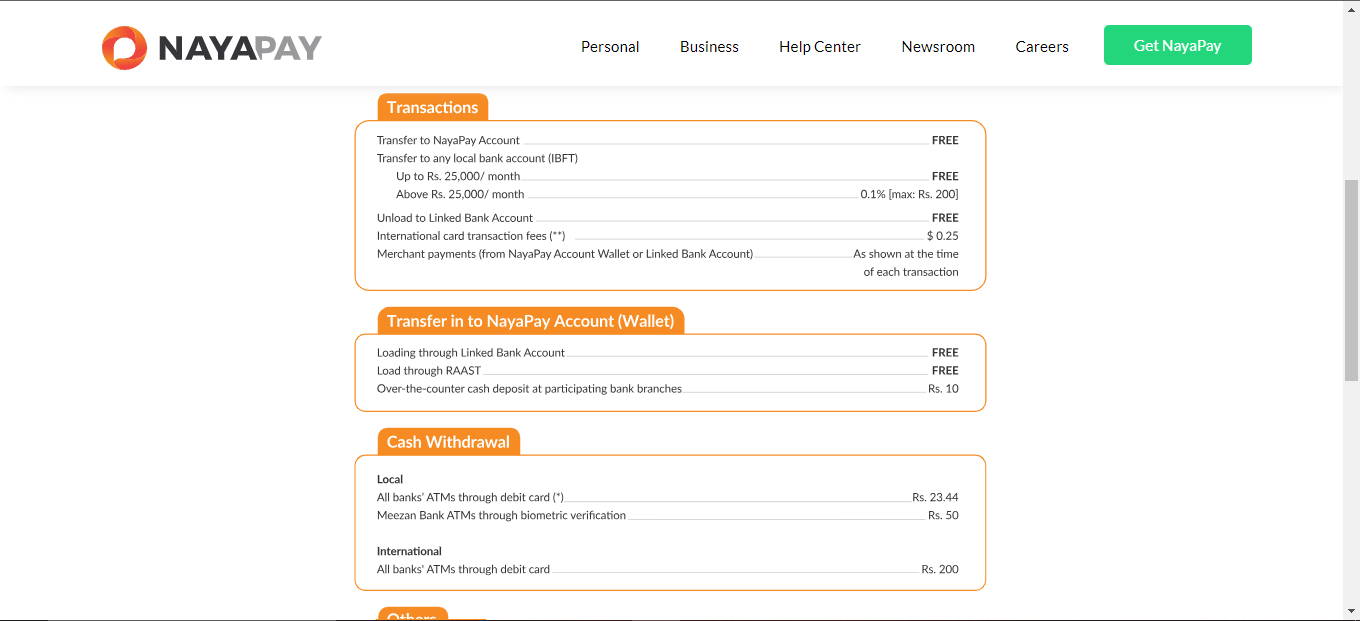 NAYAPAY
Personal
Business
Help Center
Newsroom
Careers
Get NayaPay
Transactions
Transfer to NayaPay Account FREE
Transfer to any local bank account (IBFT)
Up to Rs. 25,000/ month FREE
Above Rs. 25,000/ month 0.1% [max: Rs. 200]
Unload to Linked Bank Account FREE
International card transaction fees (**) $ 0.25
Merchant payments (from NayaPay Account Wallet or Linked Bank Account) As shown at the time
of each transaction
Transfer in to NayaPay Account (Wallet)
Loading through Linked Bank Account FREE
Load through RAAST FREE
Over-the-counter cash deposit at participating bank branches Rs. 10
Cash Withdrawal
Local
All banks' ATMs through debit card (*) Rs. 23.44
Meezan Bank ATMs through biometric verification Rs. 50
International
All banks' ATMs through debit card Rs. 200
Others